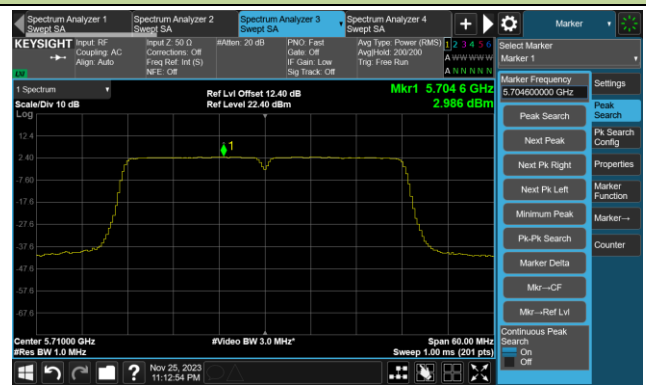 Spectrum Analyzer 1
Swept SA
Spectrum Analyzer 2
Swept SA
Spectrum Analyzer 3
Swept SA
Spectrum Analyzer 4
Swept SA
+
Marker
KEYSIGHT
Input: RF
Coupling: AC
Align: Auto
Input Z: 50 Ω
Corrections: Off
Freq Ref: Int (S)
NFE: Off
#Atten: 20 dB
PNO: Fast
Gate: Off
IF Gain: Low
Sig Track: Off
Avg Type: Power (RMS)
Avg|Hold: 200/200
Trig: Free Run
1 2 3 4 5 6
A W W W W W
A N N N N N
Select Marker
Marker 1
1 Spectrum
Scale/Div 10 dB
Log
Ref Lvl Offset 12.40 dB
Ref Level 22.40 dBm
Mkr1 5.704 6 GHz
2.986 dBm
Marker Frequency
5.704600000 GHz
Settings
Peak Search
Next Peak
Next Pk Right
Next Pk Left
Minimum Peak
Pk-Pk Search
Marker Delta
Mkr→CF
Mkr→Ref Lvl
Continuous Peak
Search
On
Off
Peak
Search
Pk Search
Config
Properties
Marker
Function
Marker→
Counter
12.4
2.40
-7.60
-17.6
-27.6
-37.6
-47.6
-57.6
-67.6
1
Center 5.71000 GHz
#Res BW 1.0 MHz
#Video BW 3.0 MHz*
Span 60.00 MHz
Sweep 1.00 ms (201 pts)
?
Nov 25, 2023
11:12:54 PM